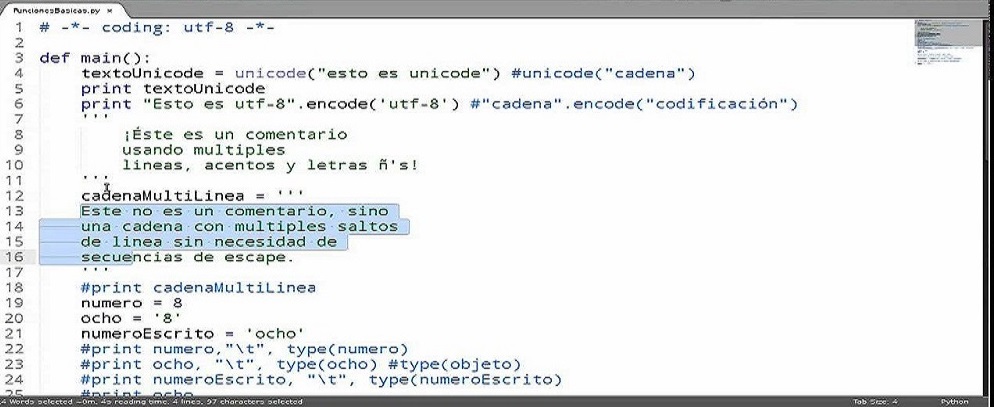 FuncionesBasicas.py ×
1 # -*- coding: utf-8 -*-
2
3 def main():
4 textoUnicode = unicode("esto es unicode") #unicode("cadena")
5 print textoUnicode
6 print "Esto es utf-8".encode('utf-8') #"cadena".encode("codificación")
7 '''
8 ¡Éste es un comentario
9 usando multiples
10 lineas, acentos y letras ñ's!
11 '''
12 cadenaMultiLinea = '''
13 Este no es un comentario, sino
14 una cadena con multiples saltos
15 de linea sin necesidad de
16 secuencias de escape.
17 '''
18 #print cadenaMultiLinea
19 numero = 8
20 ocho = '8'
21 numeroEscrito = 'ocho'
22 #print numero,"\t", type(numero)
23 #print ocho, "\t", type(ocho) #type(objeto)
24 #print numeroEscrito, "\t", type(numeroEscrito)
25 #print ocho
4 Words selected ~0m, 4s reading time, 4 lines, 97 characters selected Tab Size: 4 Python